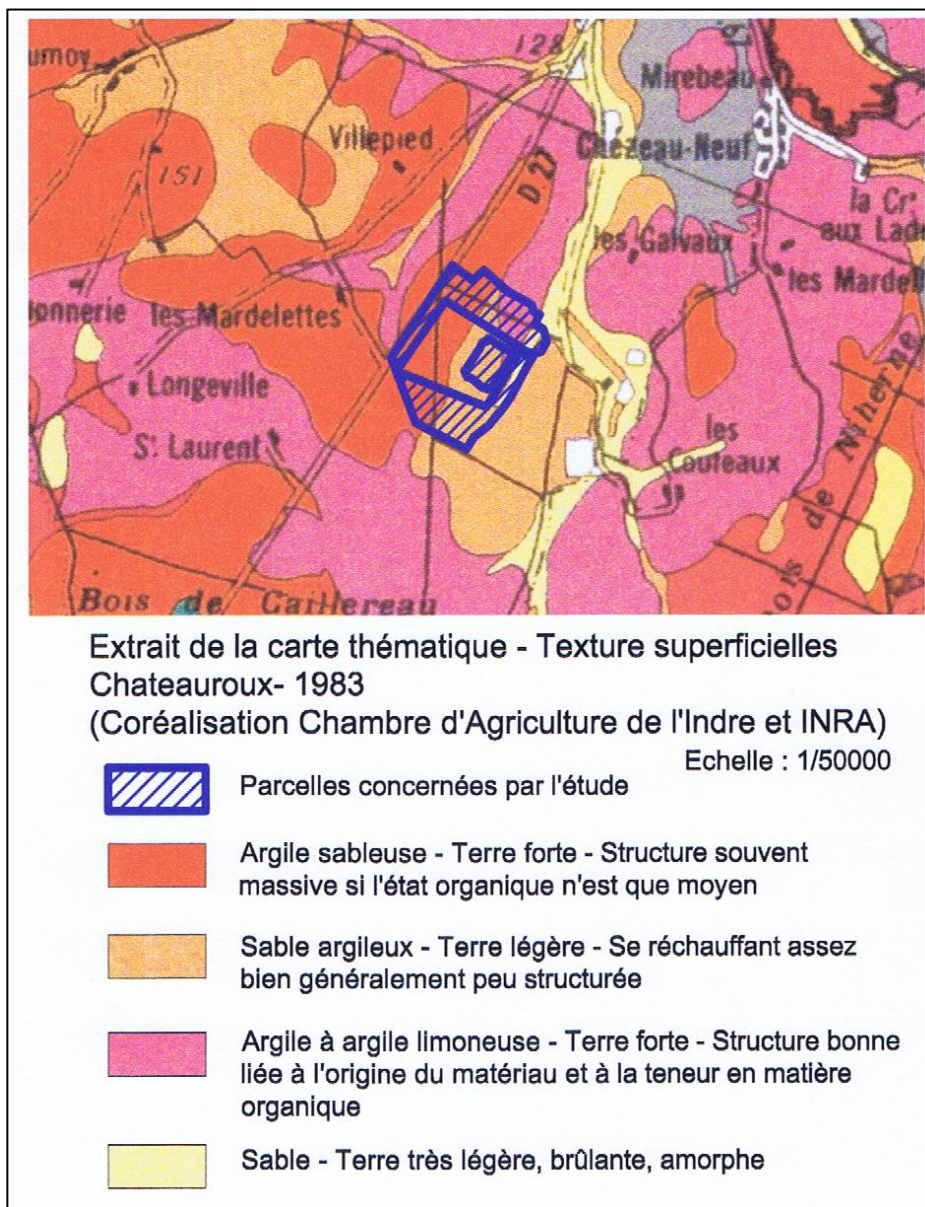 umoy
128
Mirebeau
Villepied
Chézeau-Neuf
151
D 27
la Cr^e
aux Lad
les Galvaux
les Mardel
onnerie
les Mardelettes
Longeville
St Laurent
les
Couteaux
Bois de Niherne
Bois de Caillereau
Extrait de la carte thématique - Texture superficielles
Chateauroux- 1983
(Coréalisation Chambre d'Agriculture de l'Indre et INRA)
Echelle : 1/50000
Parcelles concernées par l'étude
Argile sableuse - Terre forte - Structure souvent
massive si l'état organique n'est que moyen
Sable argileux - Terre légère - Se réchauffant assez
bien généralement peu structurée
Argile à argile limoneuse - Terre forte - Structure bonne
liée à l'origine du matériau et à la teneur en matière
organique
Sable - Terre très légère, brûlante, amorphe